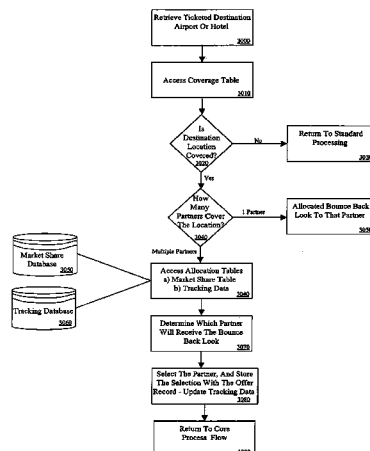 Retrieve Ticketed Destination
Airport Or Hotel
3000
Access Coverage Table
3010
Is
Destination
Location
Covered?
3020
No
Return To Standard
Processing
Yes
How
Many
Partners Cover
The Location?
3040
1 Partner
Allocated Bounce Back
Look To That Partner
Multiple Partners
Market Share
Database
3050
Tracking Database
3060
Access Allocation Tables
a) Market Share Table
b) Tracking Data
Determine Which Partner
Will Receive The Bounce
Back Look
3070
Select The Partner, And Store
The Selection With The Offer
Record - Update Tracking Data
3080
Return To Core
Process Flow